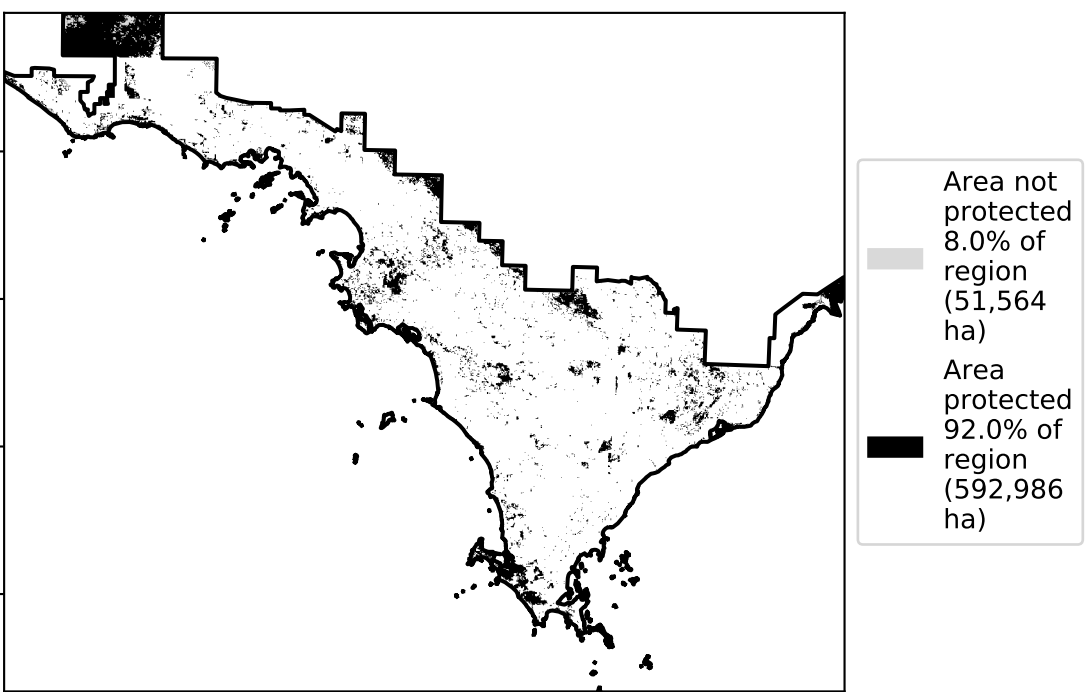 Area not
protected
8.0% of
region
(51,564
ha)
Area
protected
92.0% of
region
(592,986
ha)